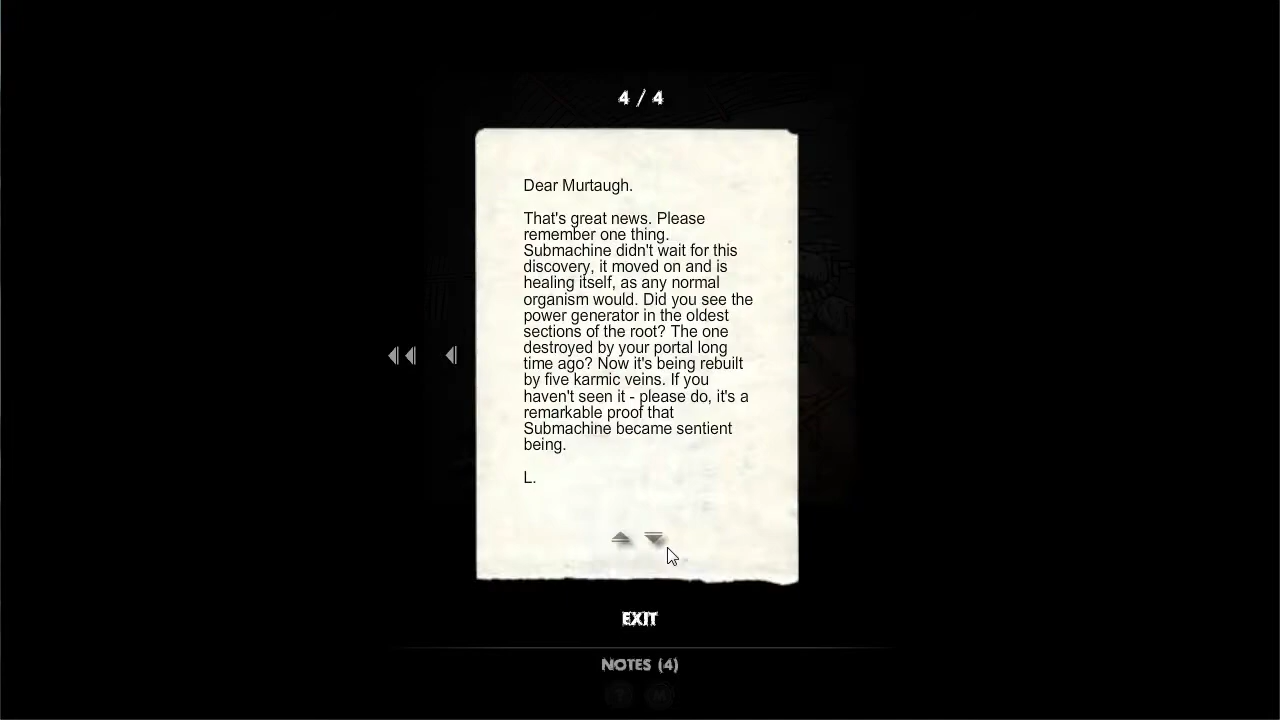 4 / 4
Dear Murtaugh.
That's great news. Please
remember one thing.
Submachine didn't wait for this
discovery, it moved on and is
healing itself, as any normal
organism would. Did you see the
power generator in the oldest
sections of the root? The one
destroyed by your portal long
time ago? Now it's being rebuilt
by five karmic veins. If you
haven't seen it - please do, it's a
remarkable proof that
Submachine became sentient
being.
L.
EXIT
NOTES (4)
? M